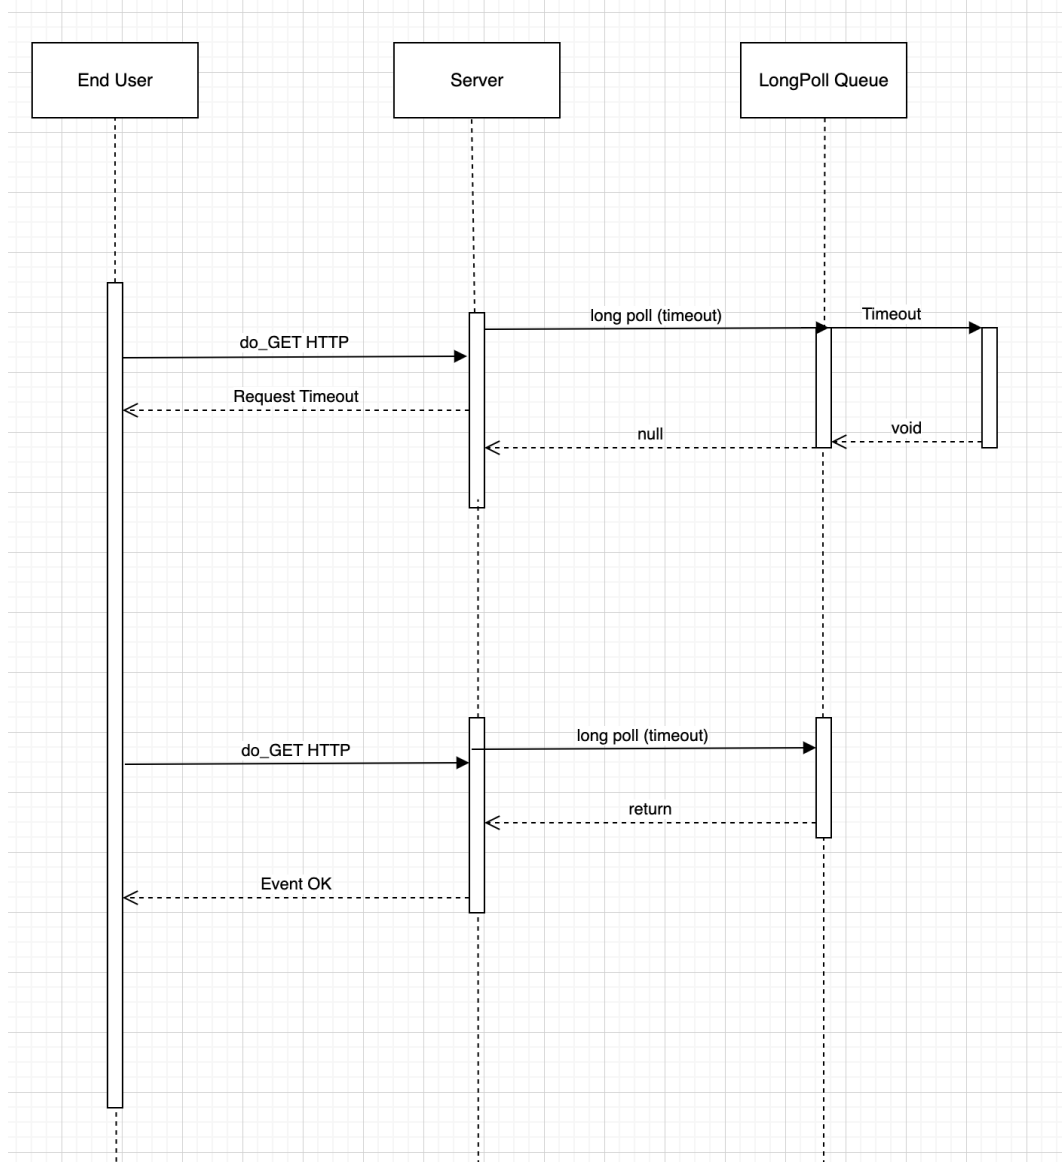 End User
Server
LongPoll Queue
long poll (timeout)
Timeout
do_GET HTTP
Request Timeout
void
null
long poll (timeout)
do_GET HTTP
return
Event OK